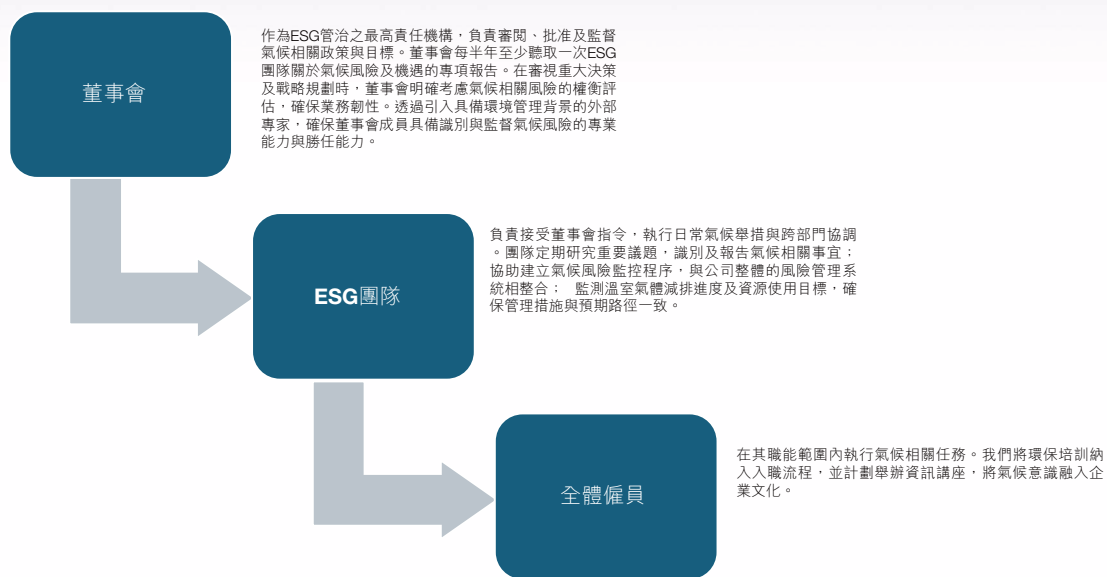 董事會
作為ESG管治之最高責任機構，負責審閱、批准及監督
氣候相關政策與目標。董事會每半年至少聽取一次ESG
團隊關於氣候風險及機遇的專項報告。在審視重大決策
及戰略規劃時，董事會明確考慮氣候相關風險的權衡評
估，確保業務韌性。透過引入具備環境管理背景的外部
專家，確保董事會成員具備識別與監督氣候風險的專業
能力與勝任能力。
ESG團隊
負責接受董事會指令，執行日常氣候舉措與跨部門協調
。團隊定期研究重要議題，識別及報告氣候相關事宜；
協助建立氣候風險監控程序，與公司整體的風險管理系
統相整合； 監測溫室氣體減排進度及資源使用目標，確
保管理措施與預期路徑一致。
全體僱員
在其職能範圍內執行氣候相關任務。我們將環保培訓納
入入職流程，並計劃舉辦資訊講座，將氣候意識融入企
業文化。